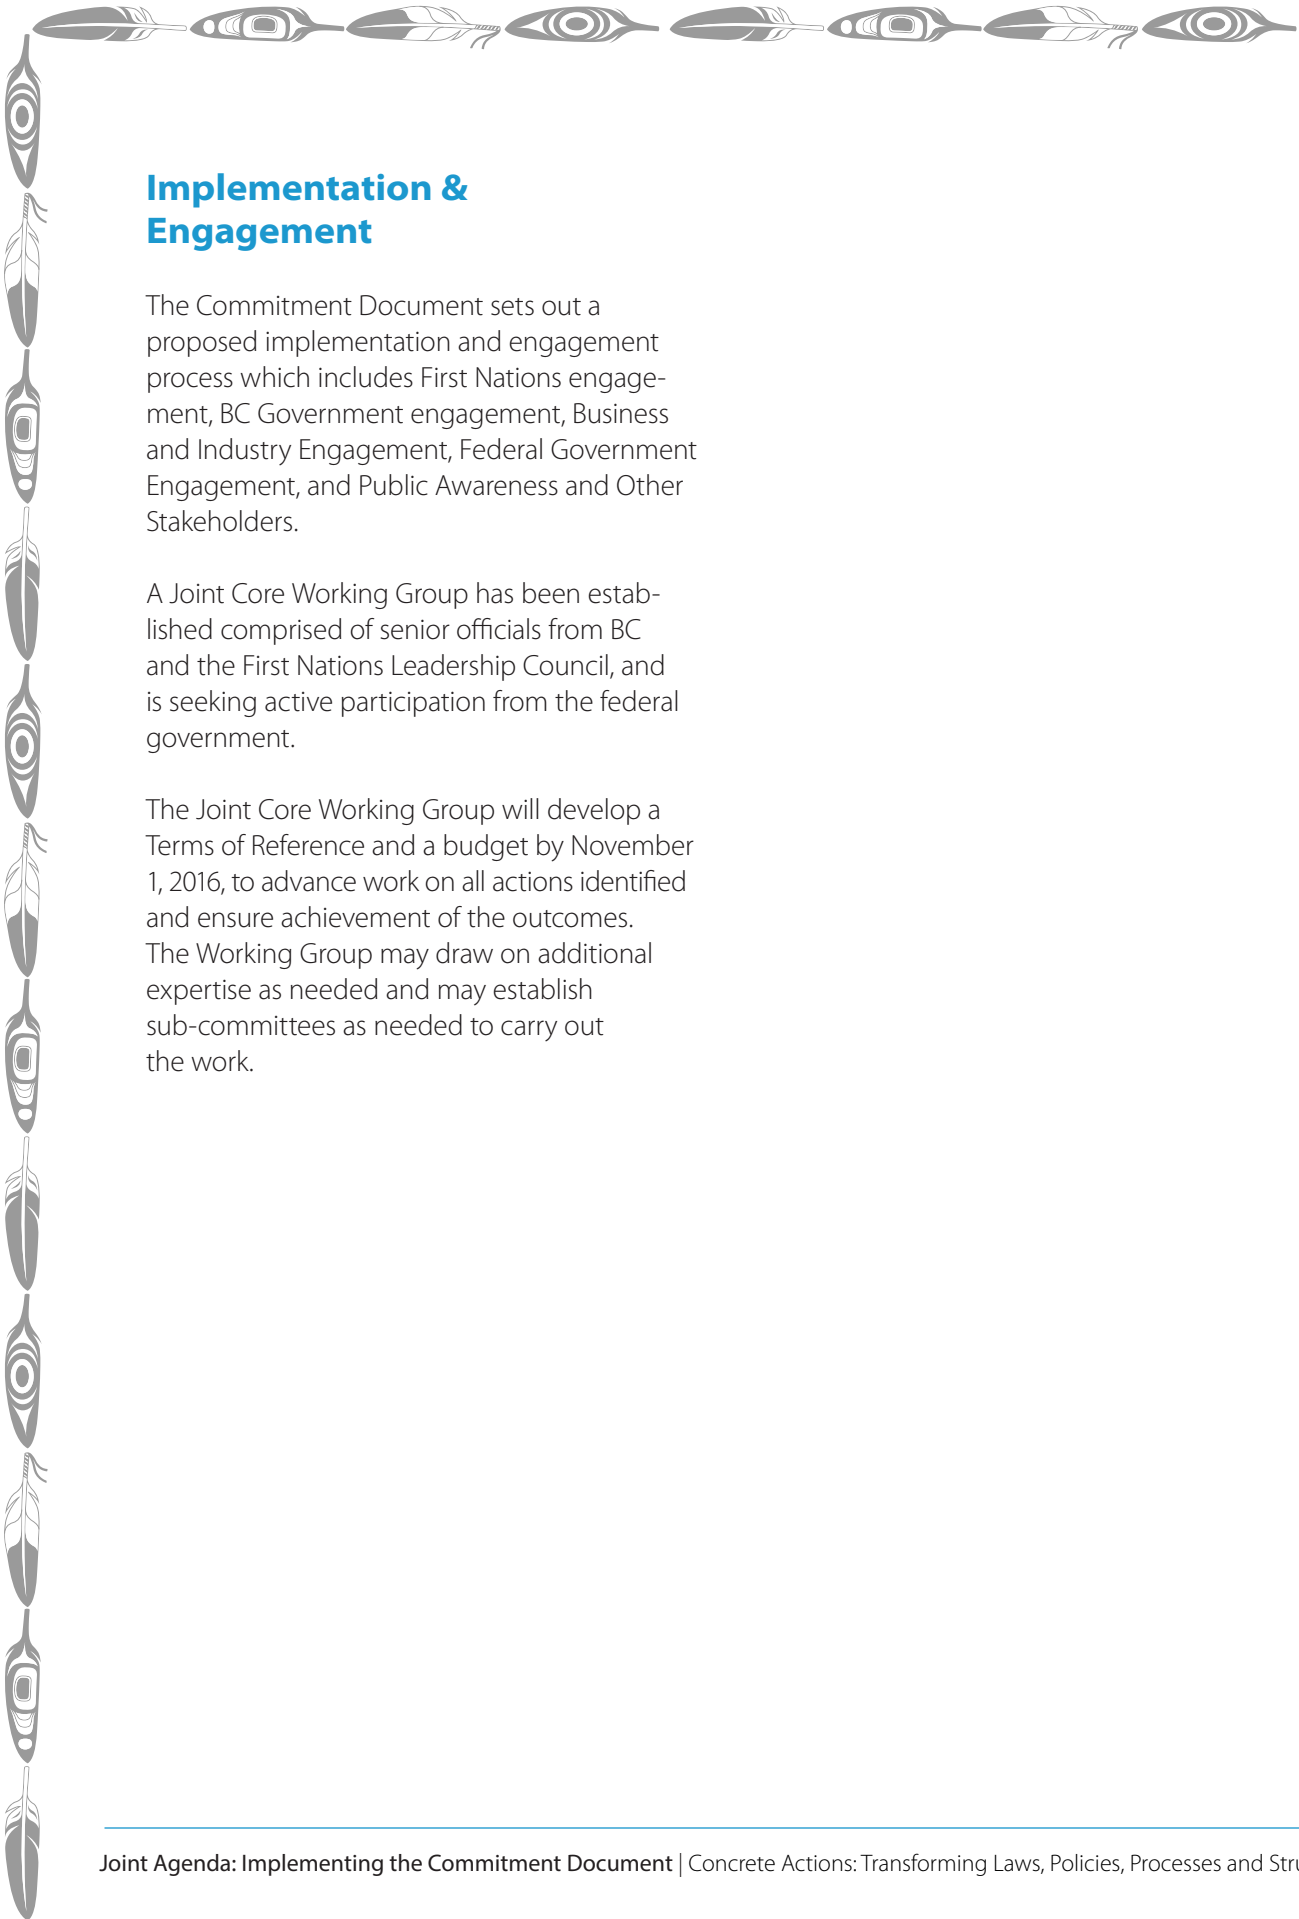 Implementation &
Engagement
The Commitment Document sets out a
proposed implementation and engagement
process which includes First Nations engage-
ment, BC Government engagement, Business
and Industry Engagement, Federal Government
Engagement, and Public Awareness and Other
Stakeholders.
A Joint Core Working Group has been estab-
lished comprised of senior officials from BC
and the First Nations Leadership Council, and
is seeking active participation from the federal
government.
The Joint Core Working Group will develop a
Terms of Reference and a budget by November
1, 2016, to advance work on all actions identified
and ensure achievement of the outcomes.
The Working Group may draw on additional
expertise as needed and may establish
sub-committees as needed to carry out
the work.
Joint Agenda: Implementing the Commitment Document | Concrete Actions: Transforming Laws, Policies, Processes and